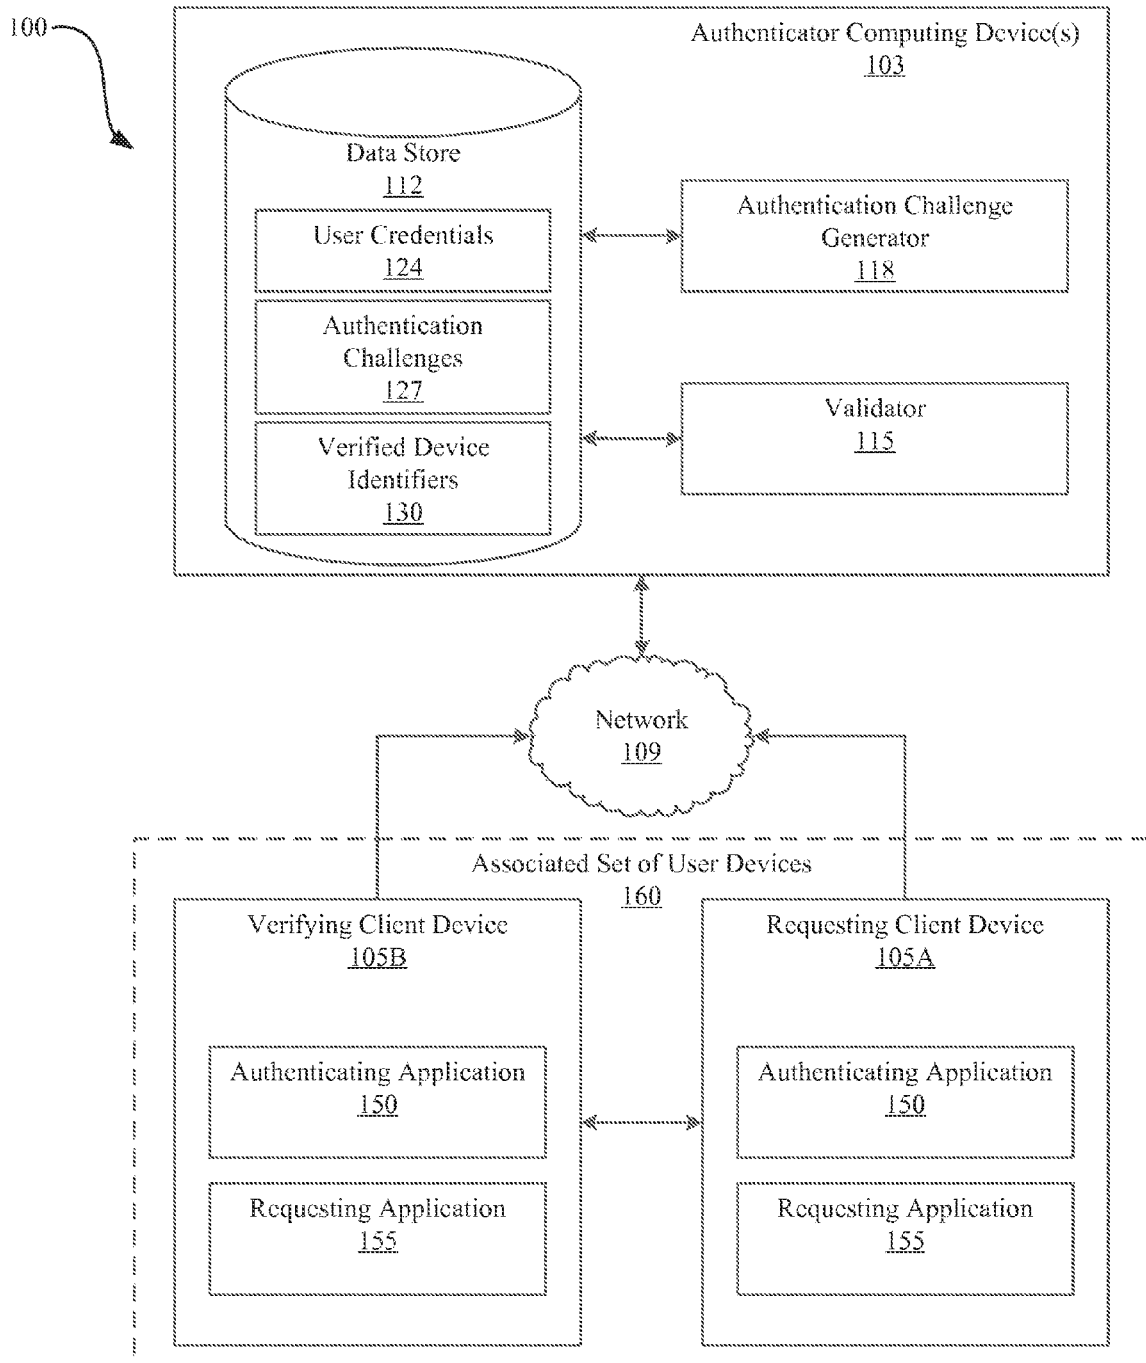 100
Authenticator Computing Device(s)
103
Data Store
112
User Credentials
124
Authentication
Challenges
127
Verified Device
Identifiers
130
Authentication Challenge
Generator
118
Validator
115
Network
109
Associated Set of User Devices
160
Verifying Client Device
105B
Authenticating Application
150
Requesting Application
155
Requesting Client Device
105A
Authenticating Application
150
Requesting Application
155